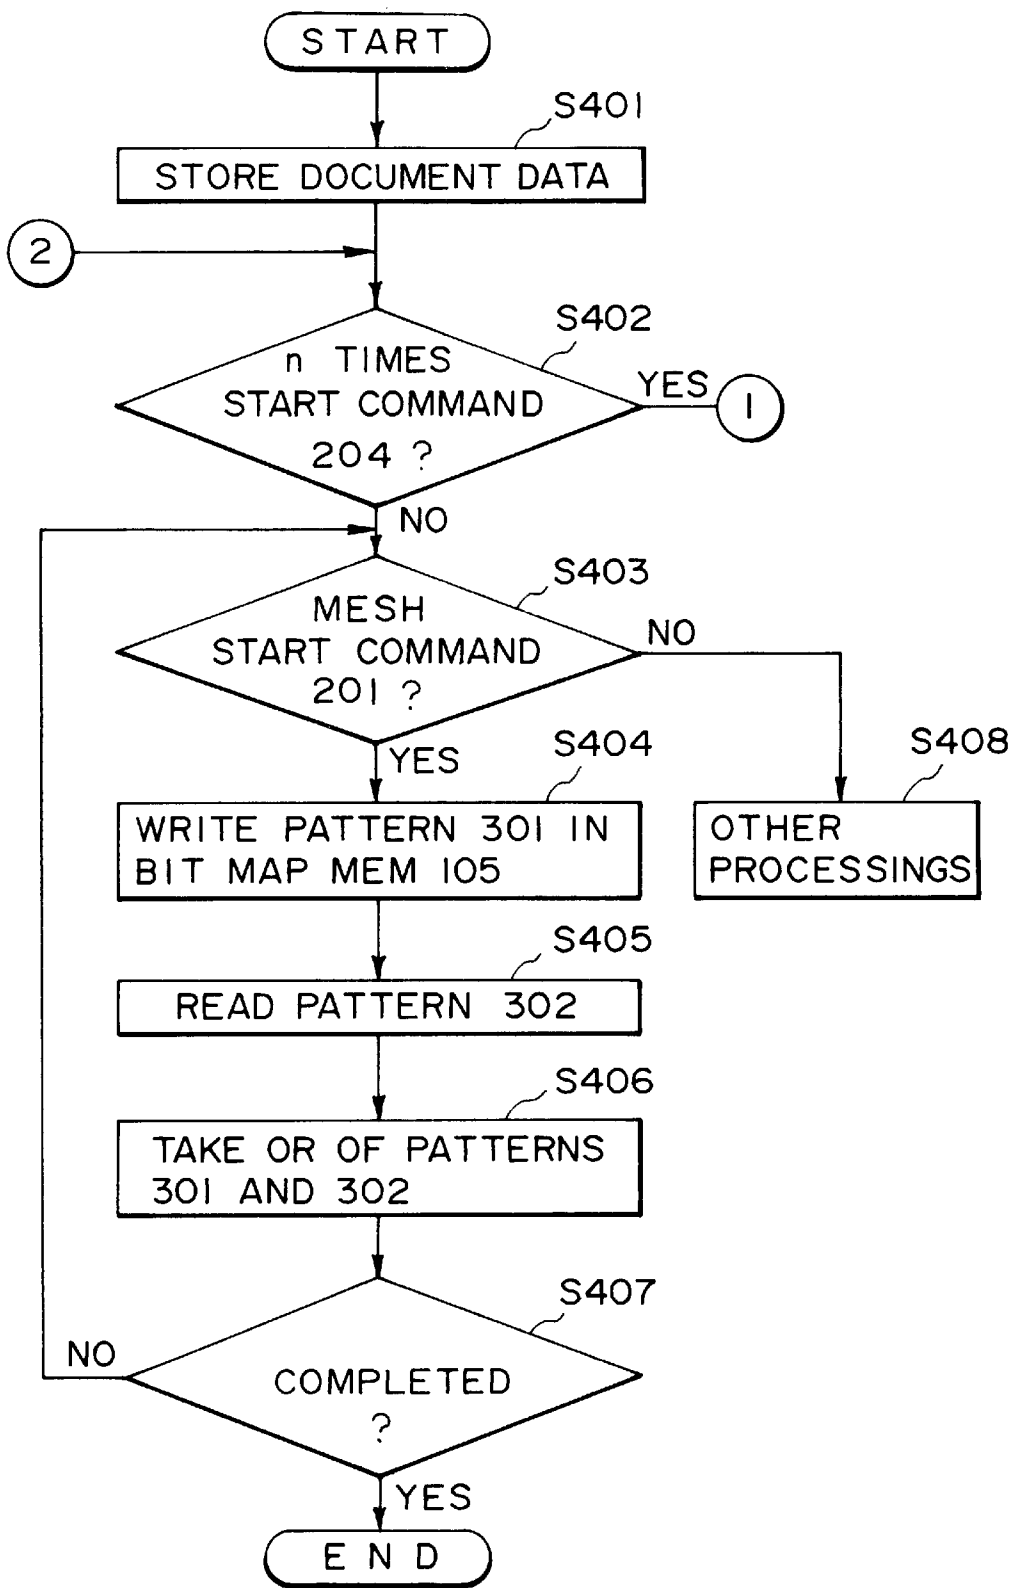 START
S401
STORE DOCUMENT DATA
2
S402
n TIMES
START COMMAND
204 ?
YES
1
NO
S403
MESH
START COMMAND
201 ?
NO
YES
S404
WRITE PATTERN 301 IN
BIT MAP MEM 105
S408
OTHER
PROCESSINGS
S405
READ PATTERN 302
S406
TAKE OR OF PATTERNS
301 AND 302
S407
NO
COMPLETED
?
YES
END